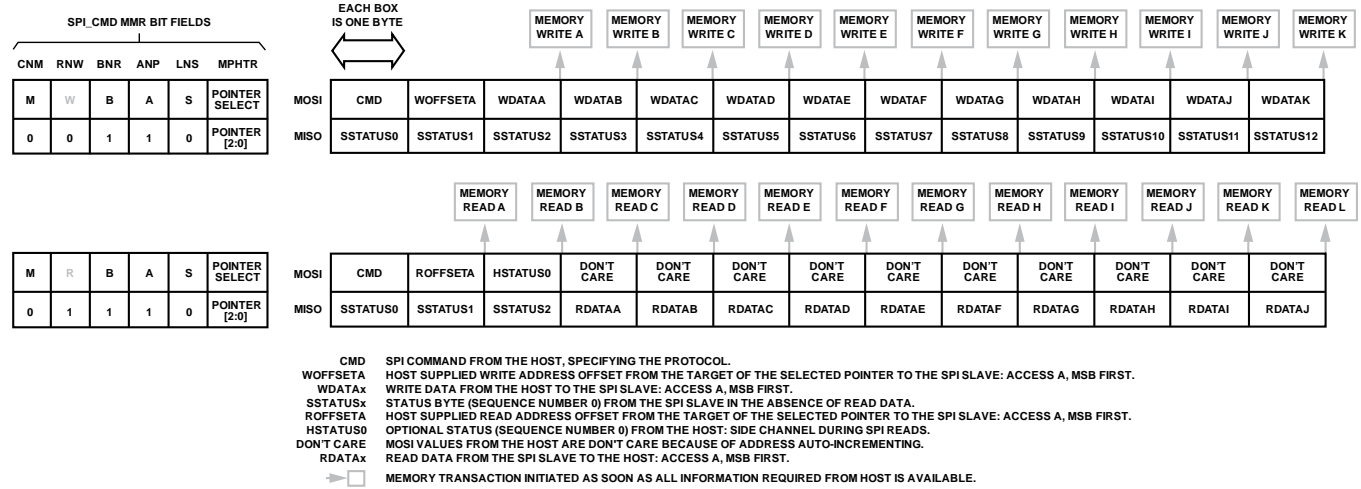 SPI_CMD MMR BIT FIELDS
EACH BOX
IS ONE BYTE
MEMORY WRITE A MEMORY WRITE B MEMORY WRITE C MEMORY WRITE D MEMORY WRITE E MEMORY WRITE F MEMORY WRITE G MEMORY WRITE H MEMORY WRITE I MEMORY WRITE J MEMORY WRITE K
CNM RNW BNR ANP LNS MPHTR
M W B A S POINTER SELECT
0 0 1 1 0 POINTER [2:0]
MOSI CMD WOFFSETA WDATAA WDATAB WDATAC WDATAD WDATAE WDATAF WDATAG WDATAH WDATAI WDATAJ WDATAK
MISO SSTATUS0 SSTATUS1 SSTATUS2 SSTATUS3 SSTATUS4 SSTATUS5 SSTATUS6 SSTATUS7 SSTATUS8 SSTATUS9 SSTATUS10 SSTATUS11 SSTATUS12
MEMORY READ A MEMORY READ B MEMORY READ C MEMORY READ D MEMORY READ E MEMORY READ F MEMORY READ G MEMORY READ H MEMORY READ I MEMORY READ J MEMORY READ K MEMORY READ L
M R B A S POINTER SELECT
0 1 1 1 0 POINTER [2:0]
MOSI CMD ROFFSETA HSTATUS0 DON'T CARE DON'T CARE DON'T CARE DON'T CARE DON'T CARE DON'T CARE DON'T CARE DON'T CARE DON'T CARE DON'T CARE
MISO SSTATUS0 SSTATUS1 SSTATUS2 RDATAA RDATAB RDATAC RDATAD RDATAE RDATAF RDATAG RDATAH RDATAI RDATAJ
CMD SPI COMMAND FROM THE HOST, SPECIFYING THE PROTOCOL.
WOFFSETA HOST SUPPLIED WRITE ADDRESS OFFSET FROM THE TARGET OF THE SELECTED POINTER TO THE SPI SLAVE: ACCESS A, MSB FIRST.
WDATAx WRITE DATA FROM THE HOST TO THE SPI SLAVE: ACCESS A, MSB FIRST.
SSTATUSx STATUS BYTE (SEQUENCE NUMBER 0) FROM THE SPI SLAVE IN THE ABSENCE OF READ DATA.
ROFFSETA HOST SUPPLIED READ ADDRESS OFFSET FROM THE TARGET OF THE SELECTED POINTER TO THE SPI SLAVE: ACCESS A, MSB FIRST.
HSTATUS0 OPTIONAL STATUS (SEQUENCE NUMBER 0) FROM THE HOST: SIDE CHANNEL DURING SPI READS.
DON'T CARE MOSI VALUES FROM THE HOST ARE DON'T CARE BECAUSE OF ADDRESS AUTO-INCREMENTING.
RDATAx READ DATA FROM THE SPI SLAVE TO THE HOST: ACCESS A, MSB FIRST.
MEMORY TRANSACTION INITIATED AS SOON AS ALL INFORMATION REQUIRED FROM HOST IS AVAILABLE.